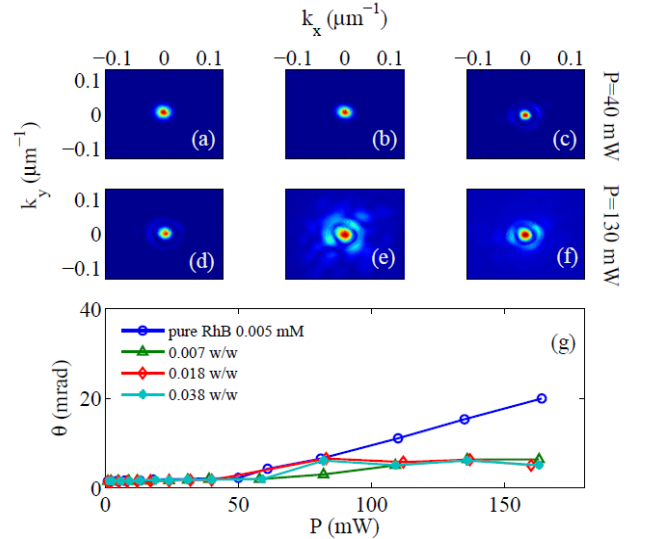 k_x (μm⁻¹)
−0.1 0 0.1 −0.1 0 0.1 −0.1 0 0.1
k_y (μm⁻¹)
0.1
0
−0.1
(a) (b) (c)
P=40 mW
0.1
0
−0.1
(d) (e) (f)
P=130 mW
40
20
0
θ (mrad)
pure RhB 0.005 mM
0.007 w/w
0.018 w/w
0.038 w/w
(g)
0 50 100 150
P (mW)